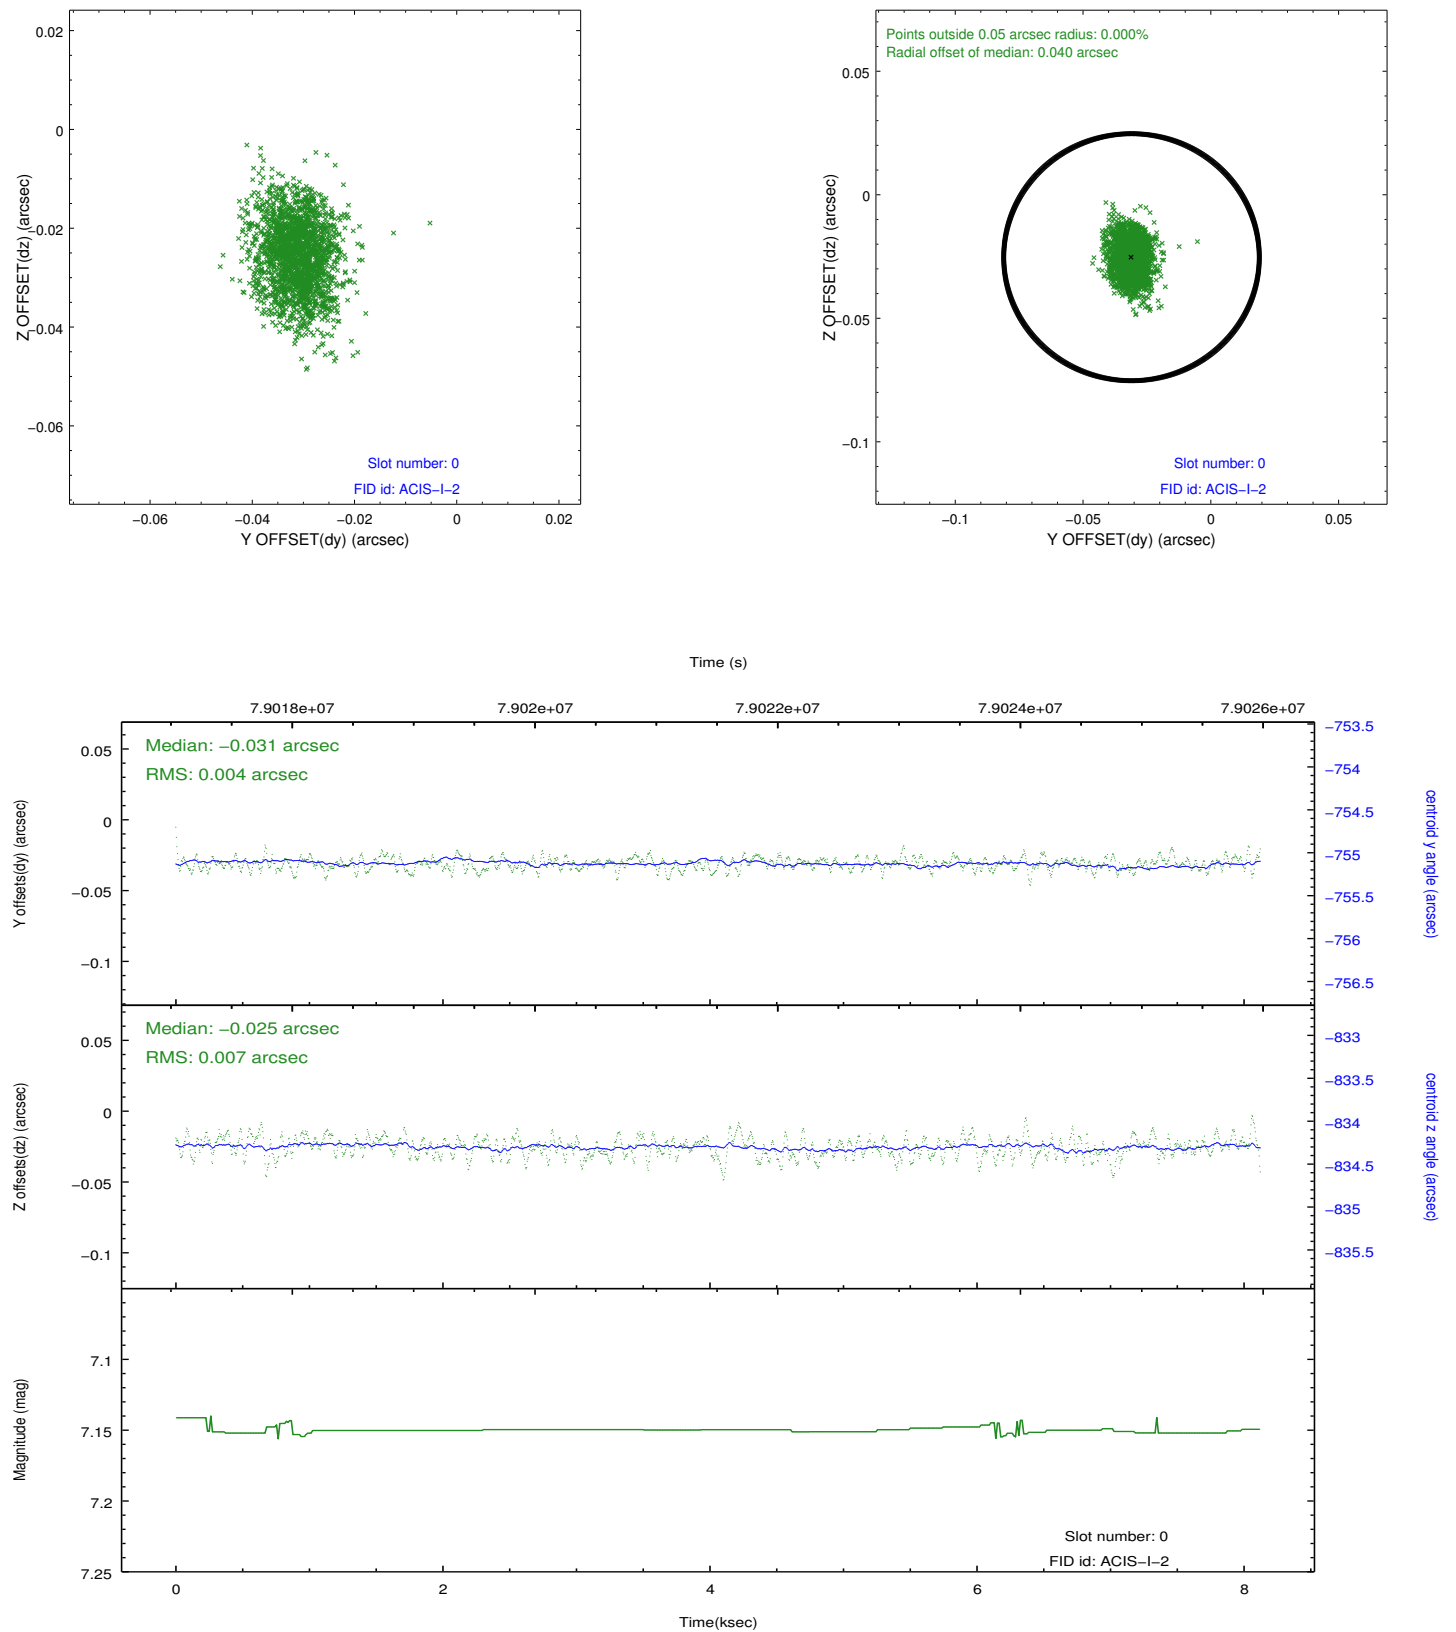 0.02
0
−0.02
−0.04
−0.06
Z OFFSET(dz) (arcsec)
Slot number: 0
FID id: ACIS−I−2
−0.06
−0.04
−0.02
0
0.02
Y OFFSET(dy) (arcsec)
Points outside 0.05 arcsec radius: 0.000%
Radial offset of median: 0.040 arcsec
0.05
0
−0.05
−0.1
Z OFFSET(dz) (arcsec)
Slot number: 0
FID id: ACIS−I−2
−0.1
−0.05
0
0.05
Y OFFSET(dy) (arcsec)
Time (s)
7.9018e+07
7.902e+07
7.9022e+07
7.9024e+07
7.9026e+07
Median: −0.031 arcsec
RMS: 0.004 arcsec
0.05
0
−0.05
−0.1
Y offsets(dy) (arcsec)
−753.5
−754
−754.5
−755
−755.5
−756
−756.5
centroid y angle (arcsec)
Median: −0.025 arcsec
RMS: 0.007 arcsec
0.05
0
−0.05
−0.1
Z offsets(dz) (arcsec)
−833
−833.5
−834
−834.5
−835
−835.5
centroid z angle (arcsec)
7.1
7.15
7.2
7.25
Magnitude (mag)
Slot number: 0
FID id: ACIS−I−2
0
2
4
6
8
Time(ksec)